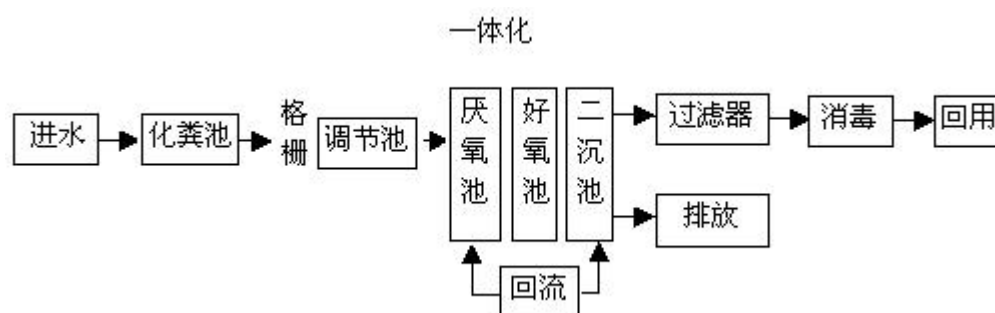 一体化
进水
化粪池
格栅
调节池
厌氧池
好氧池
二沉池
过滤器
消毒
回用
排放
回流